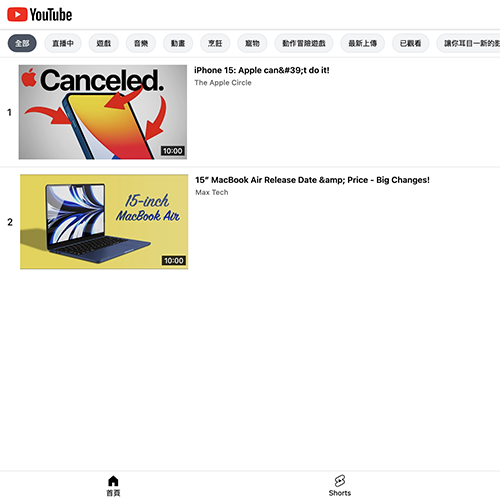 YouTube
全部 直播中 遊戲 音樂 動畫 烹飪 寵物 動作冒險遊戲 最新上傳 已觀看 讓你耳目一新的影
1
Canceled.
10:00
iPhone 15: Apple can&#39;t do it!
The Apple Circle
2
15-inch
MacBook Air
10:00
15” MacBook Air Release Date &amp; Price - Big Changes!
Max Tech
首頁 Shorts